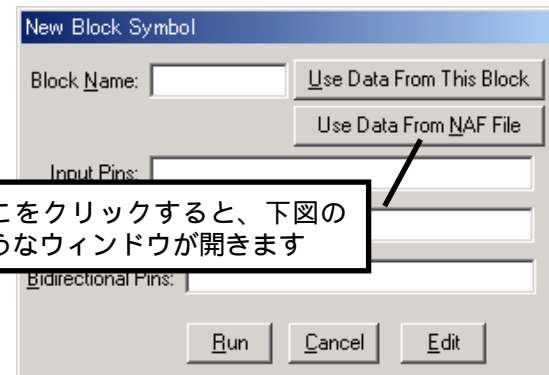 New Block Symbol
Block Name:
Use Data From This Block
Use Data From NAF File
Input Pins:
こをクリックすると、下図の
うなウィンドウが開きます
Bidirectional Pins:
Run Cancel Edit